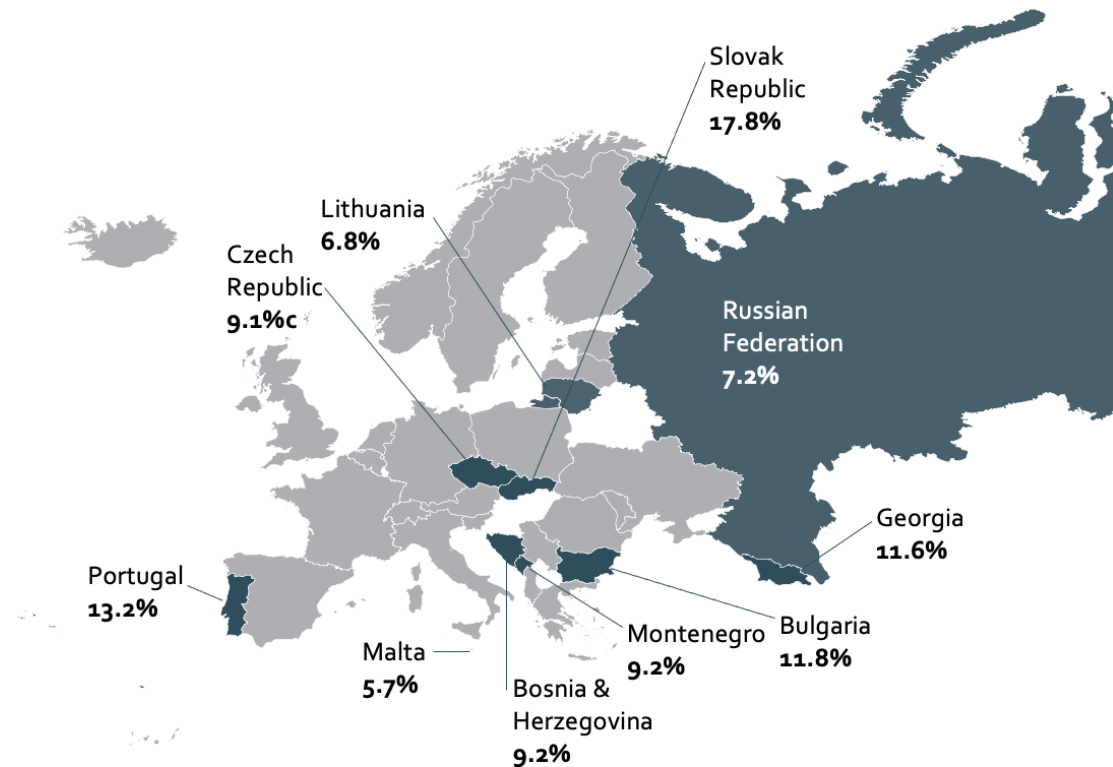 Slovak
Republic
17.8%
Lithuania
6.8%
Czech
Republic
9.1%c
Russian
Federation
7.2%
Georgia
11.6%
Portugal
13.2%
Malta
5.7%
Montenegro
9.2%
Bulgaria
11.8%
Bosnia &
Herzegovina
9.2%